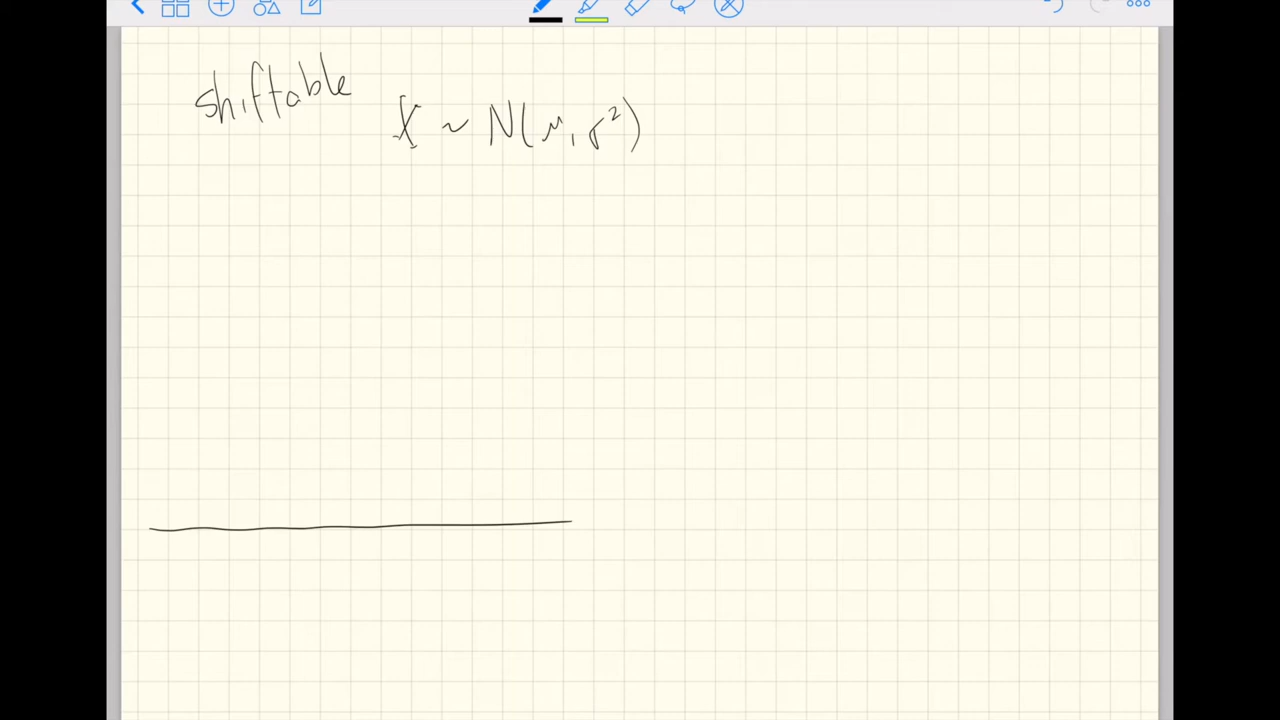 shiftable
X ~ N(μ, σ²)